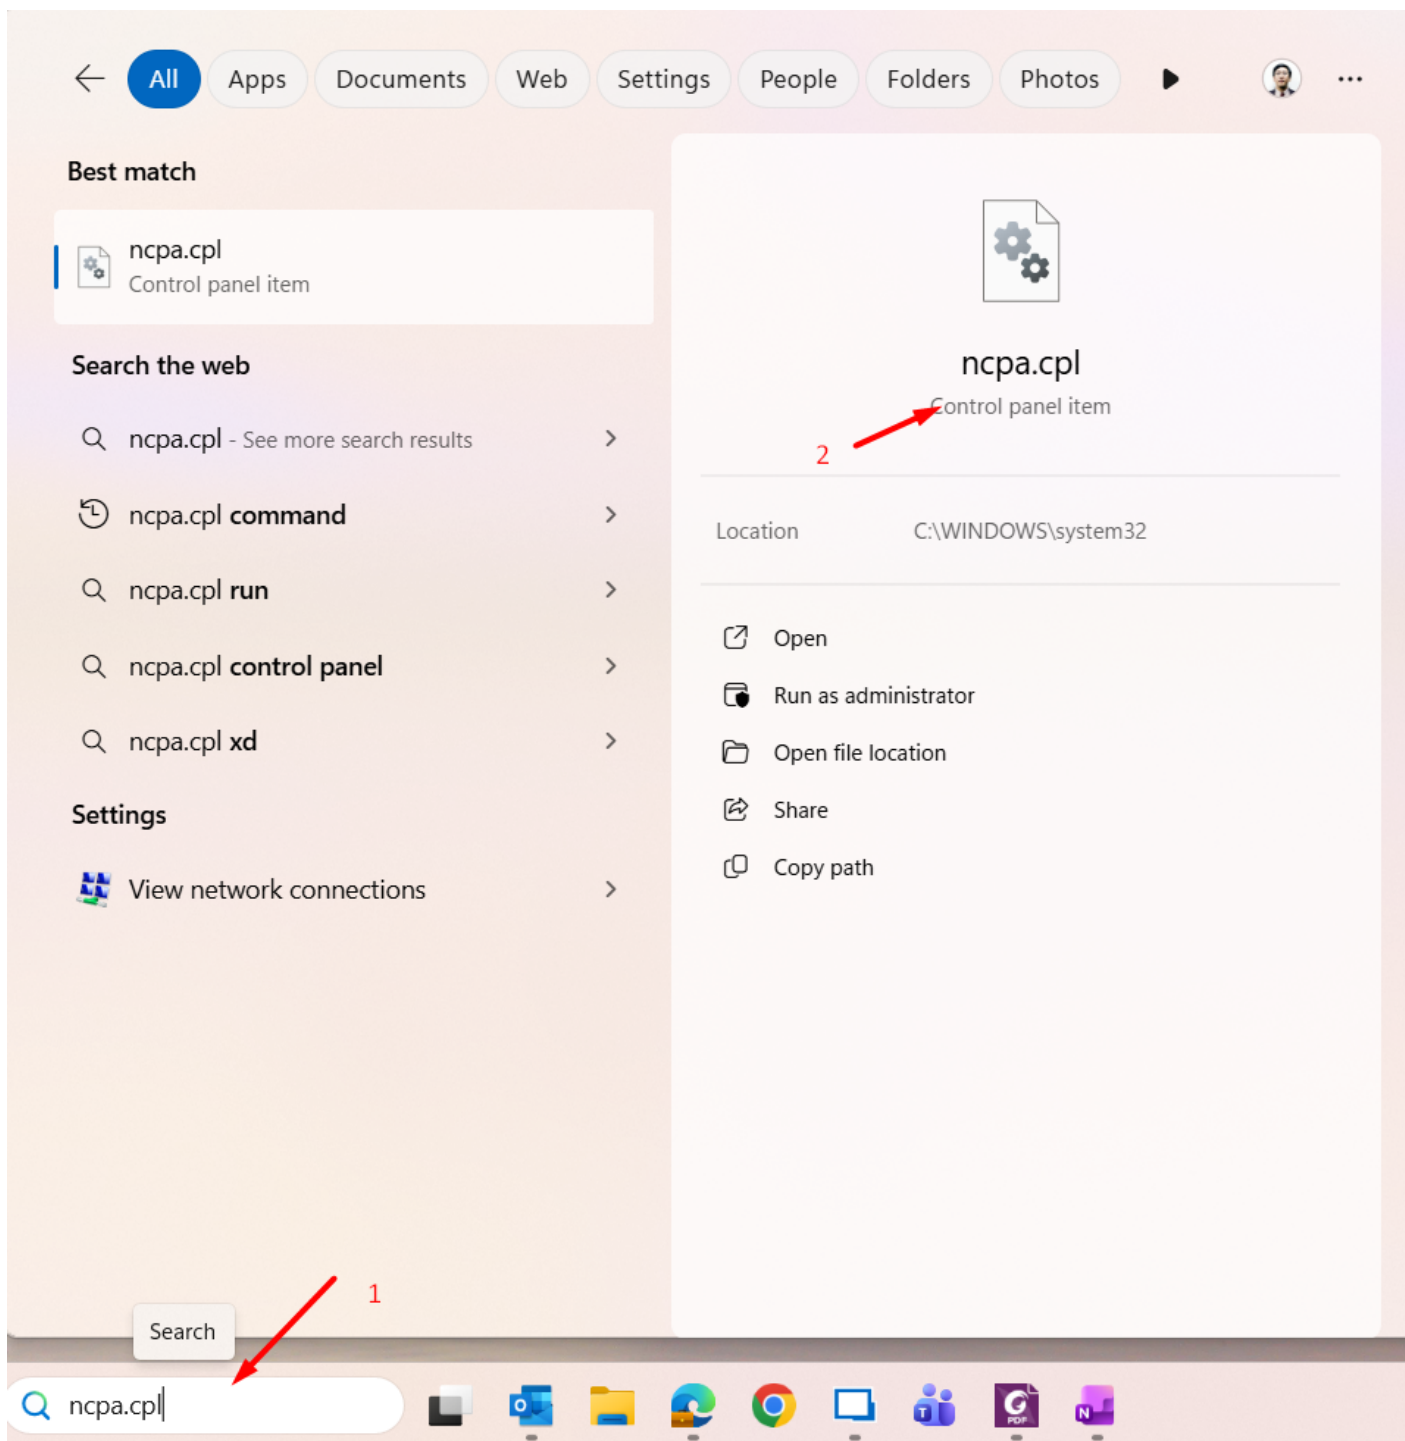 All Apps Documents Web Settings People Folders Photos
Best match
ncpa.cpl
Control panel item
Search the web
ncpa.cpl - See more search results
ncpa.cpl command
ncpa.cpl run
ncpa.cpl control panel
ncpa.cpl xd
Settings
View network connections
ncpa.cpl
Control panel item
2
Location C:\WINDOWS\system32
Open
Run as administrator
Open file location
Share
Copy path
1
Search
ncpa.cpl
O
T
G
PDF
N